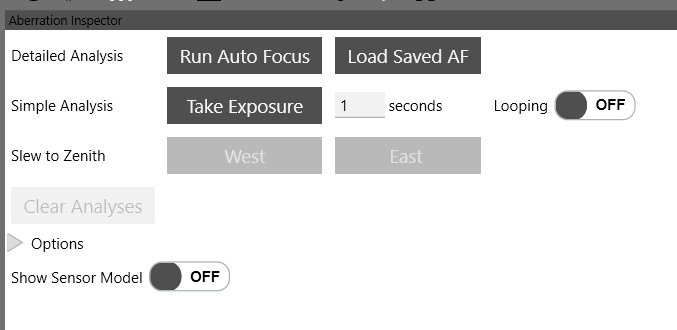 Aberration Inspector
Detailed Analysis Run Auto Focus Load Saved AF
Simple Analysis Take Exposure 1 seconds Looping OFF
Slew to Zenith West East
Clear Analyses
Options
Show Sensor Model OFF